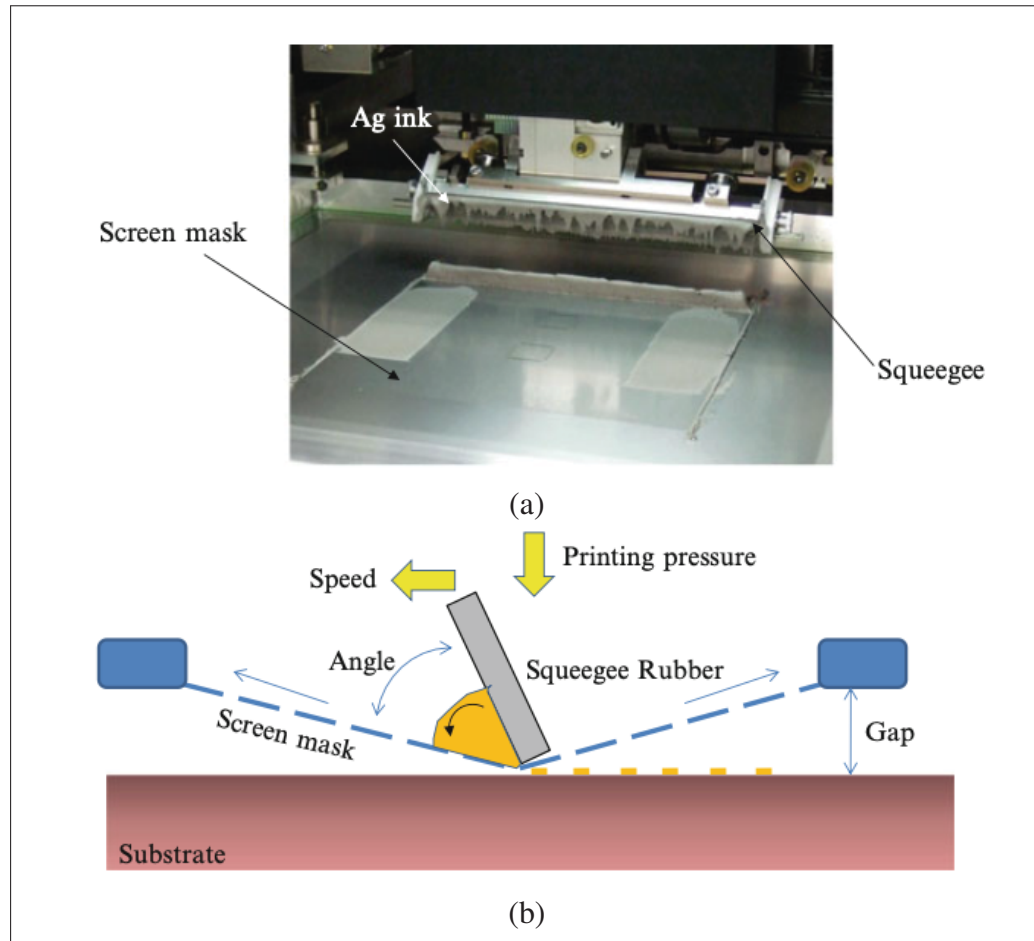 Ag ink
Screen mask
Squeegee
(a)
Printing pressure
Speed
Angle
Squeegee Rubber
Screen mask
Gap
Substrate
(b)